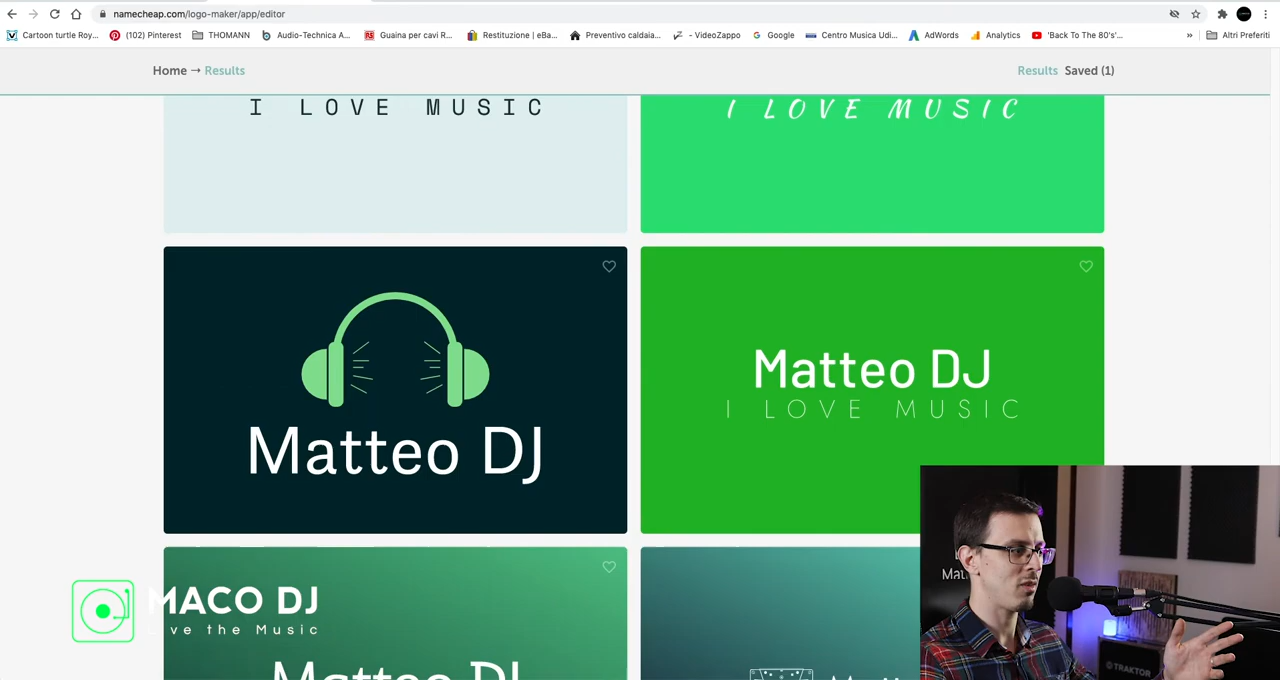 namecheap.com/logo-maker/app/editor
Cartoon turtle Roy... (102) Pinterest THOMANN Audio-Technica A... Guaina per cavi R... Restituzione | eBa... Preventivo caldaia... - VideoZappo Google Centro Musica Udi... AdWords Analytics 'Back To The 80's'... » Altri Preferiti
Home → Results Results Saved (1)
I LOVE MUSIC
I LOVE MUSIC
Matteo DJ
Matteo DJ
I LOVE MUSIC
MACO DJ
Live the Music
Matteo DJ
TRAKTOR